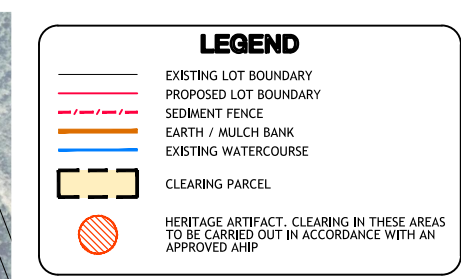 LEGEND
EXISTING LOT BOUNDARY
PROPOSED LOT BOUNDARY
SEDIMENT FENCE
EARTH / MULCH BANK
EXISTING WATERCOURSE
CLEARING PARCEL
HERITAGE ARTIFACT. CLEARING IN THESE AREAS
TO BE CARRIED OUT IN ACCORDANCE WITH AN
APPROVED AHIP